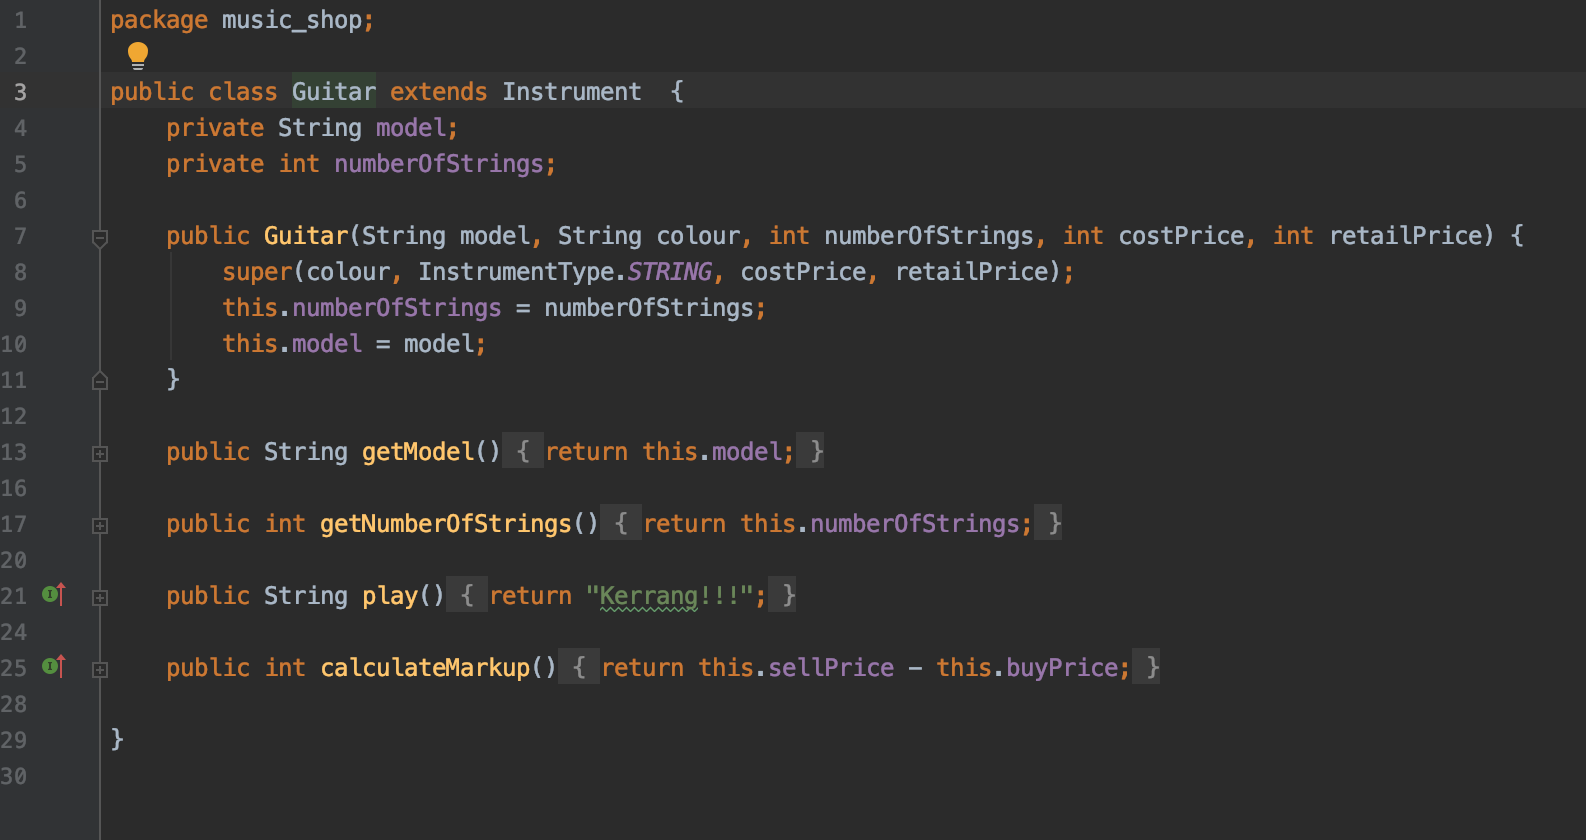 1 package music_shop;
2
3 public class Guitar extends Instrument  {
4     private String model;
5     private int numberOfStrings;
6
7     public Guitar(String model, String colour, int numberOfStrings, int costPrice, int retailPrice) {
8         super(colour, InstrumentType.STRING, costPrice, retailPrice);
9         this.numberOfStrings = numberOfStrings;
10         this.model = model;
11     }
12
13     public String getModel() { return this.model; }
16
17     public int getNumberOfStrings() { return this.numberOfStrings; }
20
21     public String play() { return "Kerrang!!!"; }
24
25     public int calculateMarkup() { return this.sellPrice - this.buyPrice; }
28
29 }
30